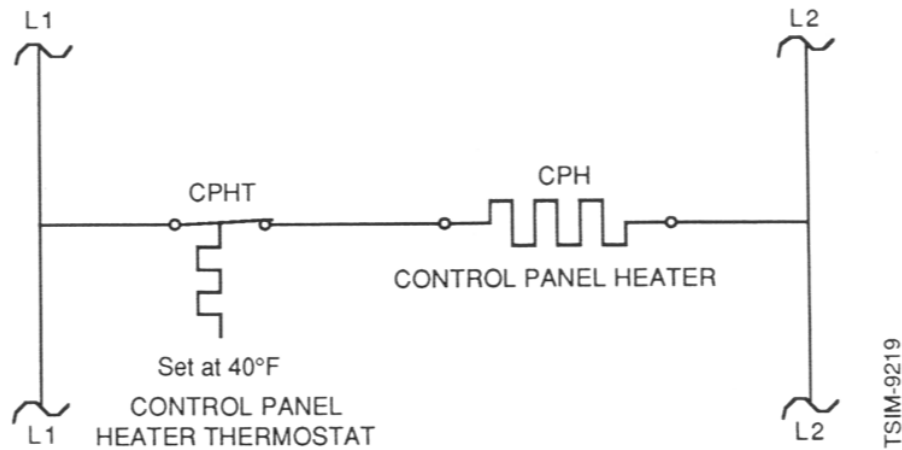 L1
L2
CPHT
CPH
CONTROL PANEL HEATER
Set at 40°F
CONTROL PANEL
HEATER THERMOSTAT
L1
L2
TSIM-9219